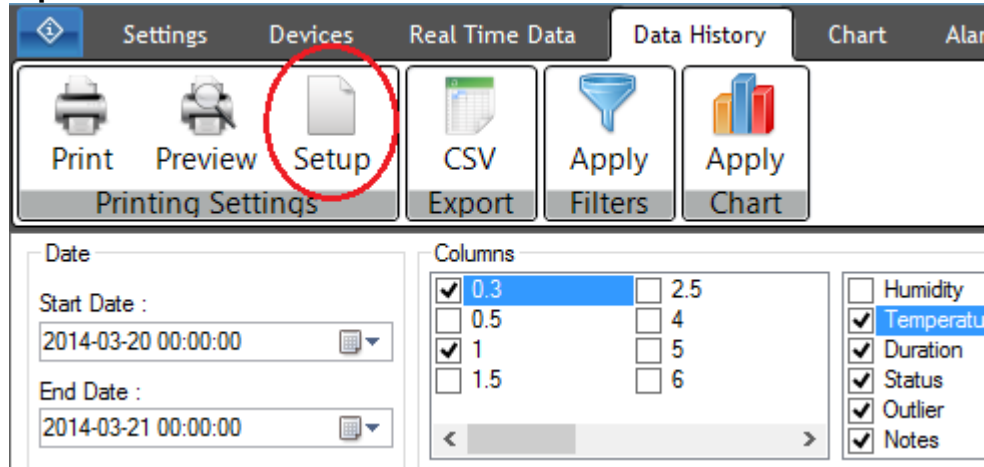 Settings Devices Real Time Data Data History Chart
Print Preview Setup CSV Apply Apply
Printing Settings Export Filters Chart
Date Columns
0.3 2.5 Humidity
Start Date : 0.5 4
2014-03-20 00:00:00 1 5 Duration
End Date : 1.5 6 Status
2014-03-21 00:00:00 Outlier
Notes